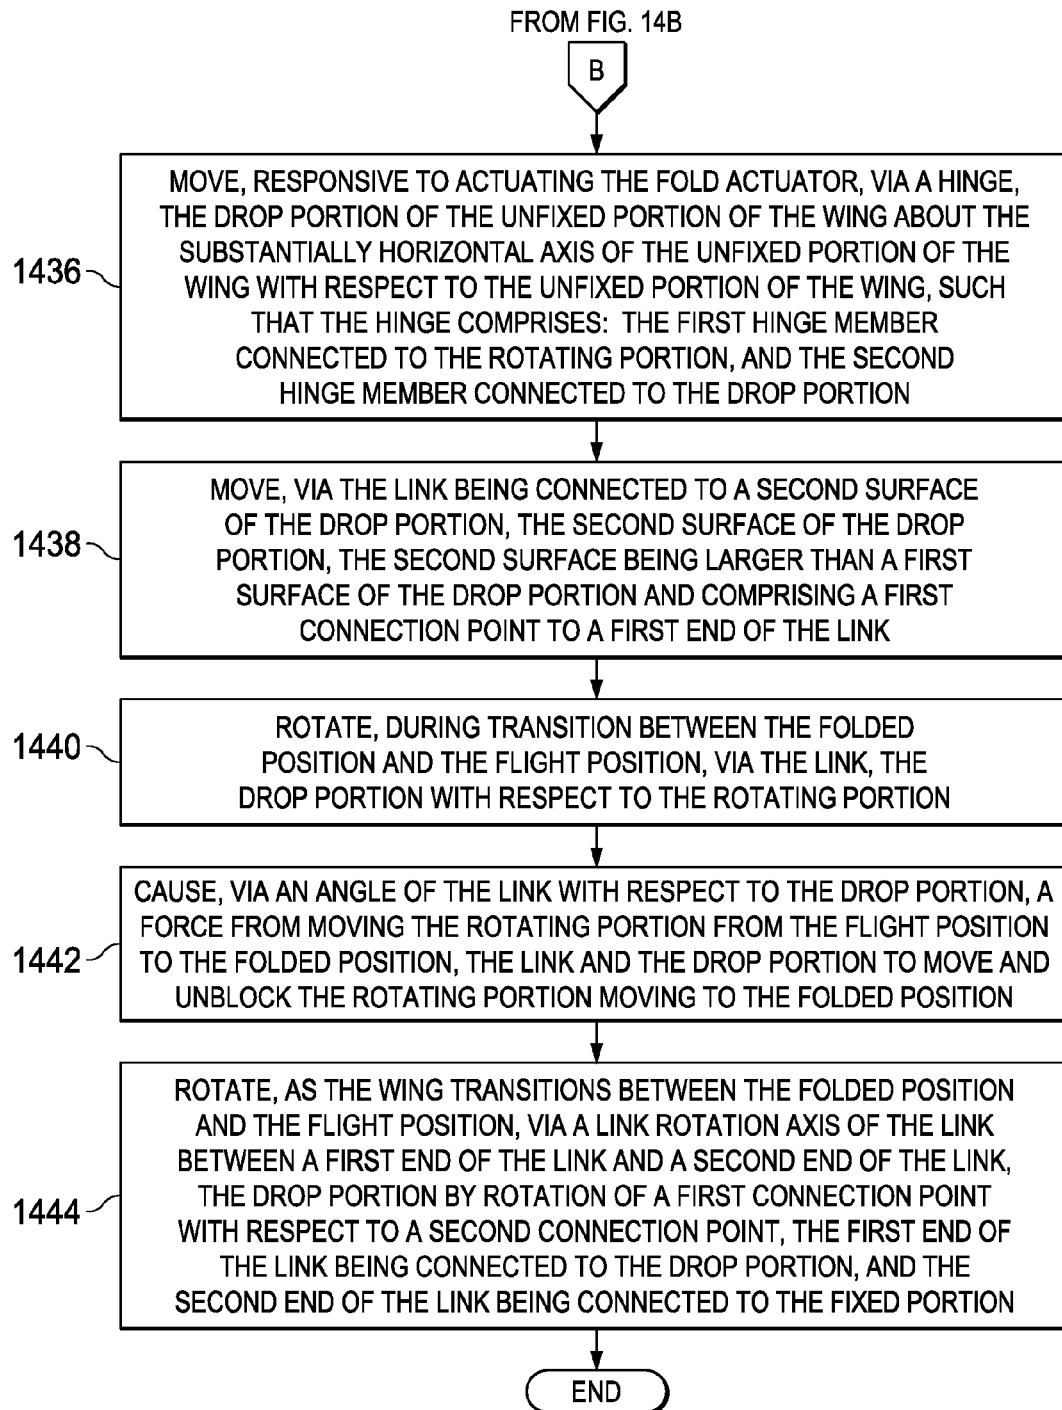 FROM FIG. 14B
B
1436
MOVE, RESPONSIVE TO ACTUATING THE FOLD ACTUATOR, VIA A HINGE,
THE DROP PORTION OF THE UNFIXED PORTION OF THE WING ABOUT THE
SUBSTANTIALLY HORIZONTAL AXIS OF THE UNFIXED PORTION OF THE
WING WITH RESPECT TO THE UNFIXED PORTION OF THE WING, SUCH
THAT THE HINGE COMPRISES: THE FIRST HINGE MEMBER
CONNECTED TO THE ROTATING PORTION, AND THE SECOND
HINGE MEMBER CONNECTED TO THE DROP PORTION
1438
MOVE, VIA THE LINK BEING CONNECTED TO A SECOND SURFACE
OF THE DROP PORTION, THE SECOND SURFACE OF THE DROP
PORTION, THE SECOND SURFACE BEING LARGER THAN A FIRST
SURFACE OF THE DROP PORTION AND COMPRISING A FIRST
CONNECTION POINT TO A FIRST END OF THE LINK
1440
ROTATE, DURING TRANSITION BETWEEN THE FOLDED
POSITION AND THE FLIGHT POSITION, VIA THE LINK, THE
DROP PORTION WITH RESPECT TO THE ROTATING PORTION
1442
CAUSE, VIA AN ANGLE OF THE LINK WITH RESPECT TO THE DROP PORTION, A
FORCE FROM MOVING THE ROTATING PORTION FROM THE FLIGHT POSITION
TO THE FOLDED POSITION, THE LINK AND THE DROP PORTION TO MOVE AND
UNBLOCK THE ROTATING PORTION MOVING TO THE FOLDED POSITION
1444
ROTATE, AS THE WING TRANSITIONS BETWEEN THE FOLDED POSITION
AND THE FLIGHT POSITION, VIA A LINK ROTATION AXIS OF THE LINK
BETWEEN A FIRST END OF THE LINK AND A SECOND END OF THE LINK,
THE DROP PORTION BY ROTATION OF A FIRST CONNECTION POINT
WITH RESPECT TO A SECOND CONNECTION POINT, THE FIRST END OF
THE LINK BEING CONNECTED TO THE DROP PORTION, AND THE
SECOND END OF THE LINK BEING CONNECTED TO THE FIXED PORTION
END